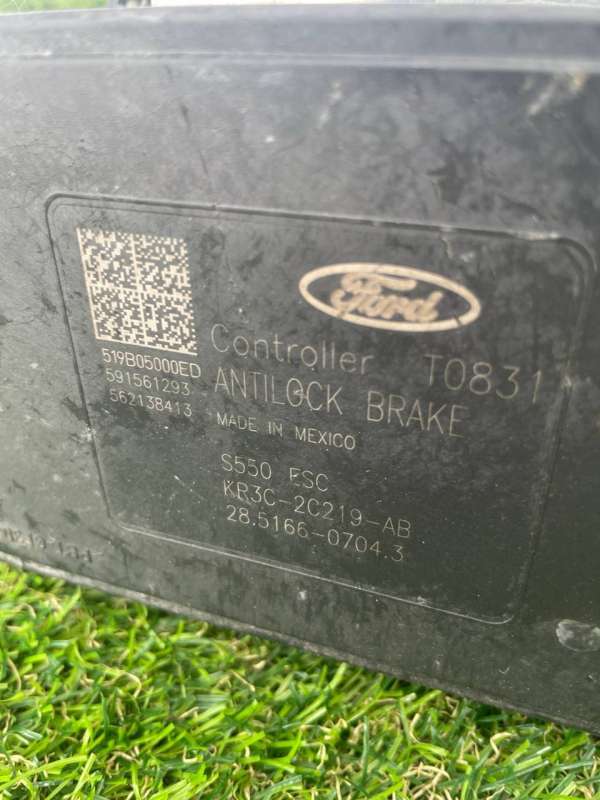 Ford
Controller T0831
519B05000ED
591561293
562138413
ANTILOCK BRAKE
MADE IN MEXICO
S550 ESC
KR3C-2C219-AB
28.5166-0704.3